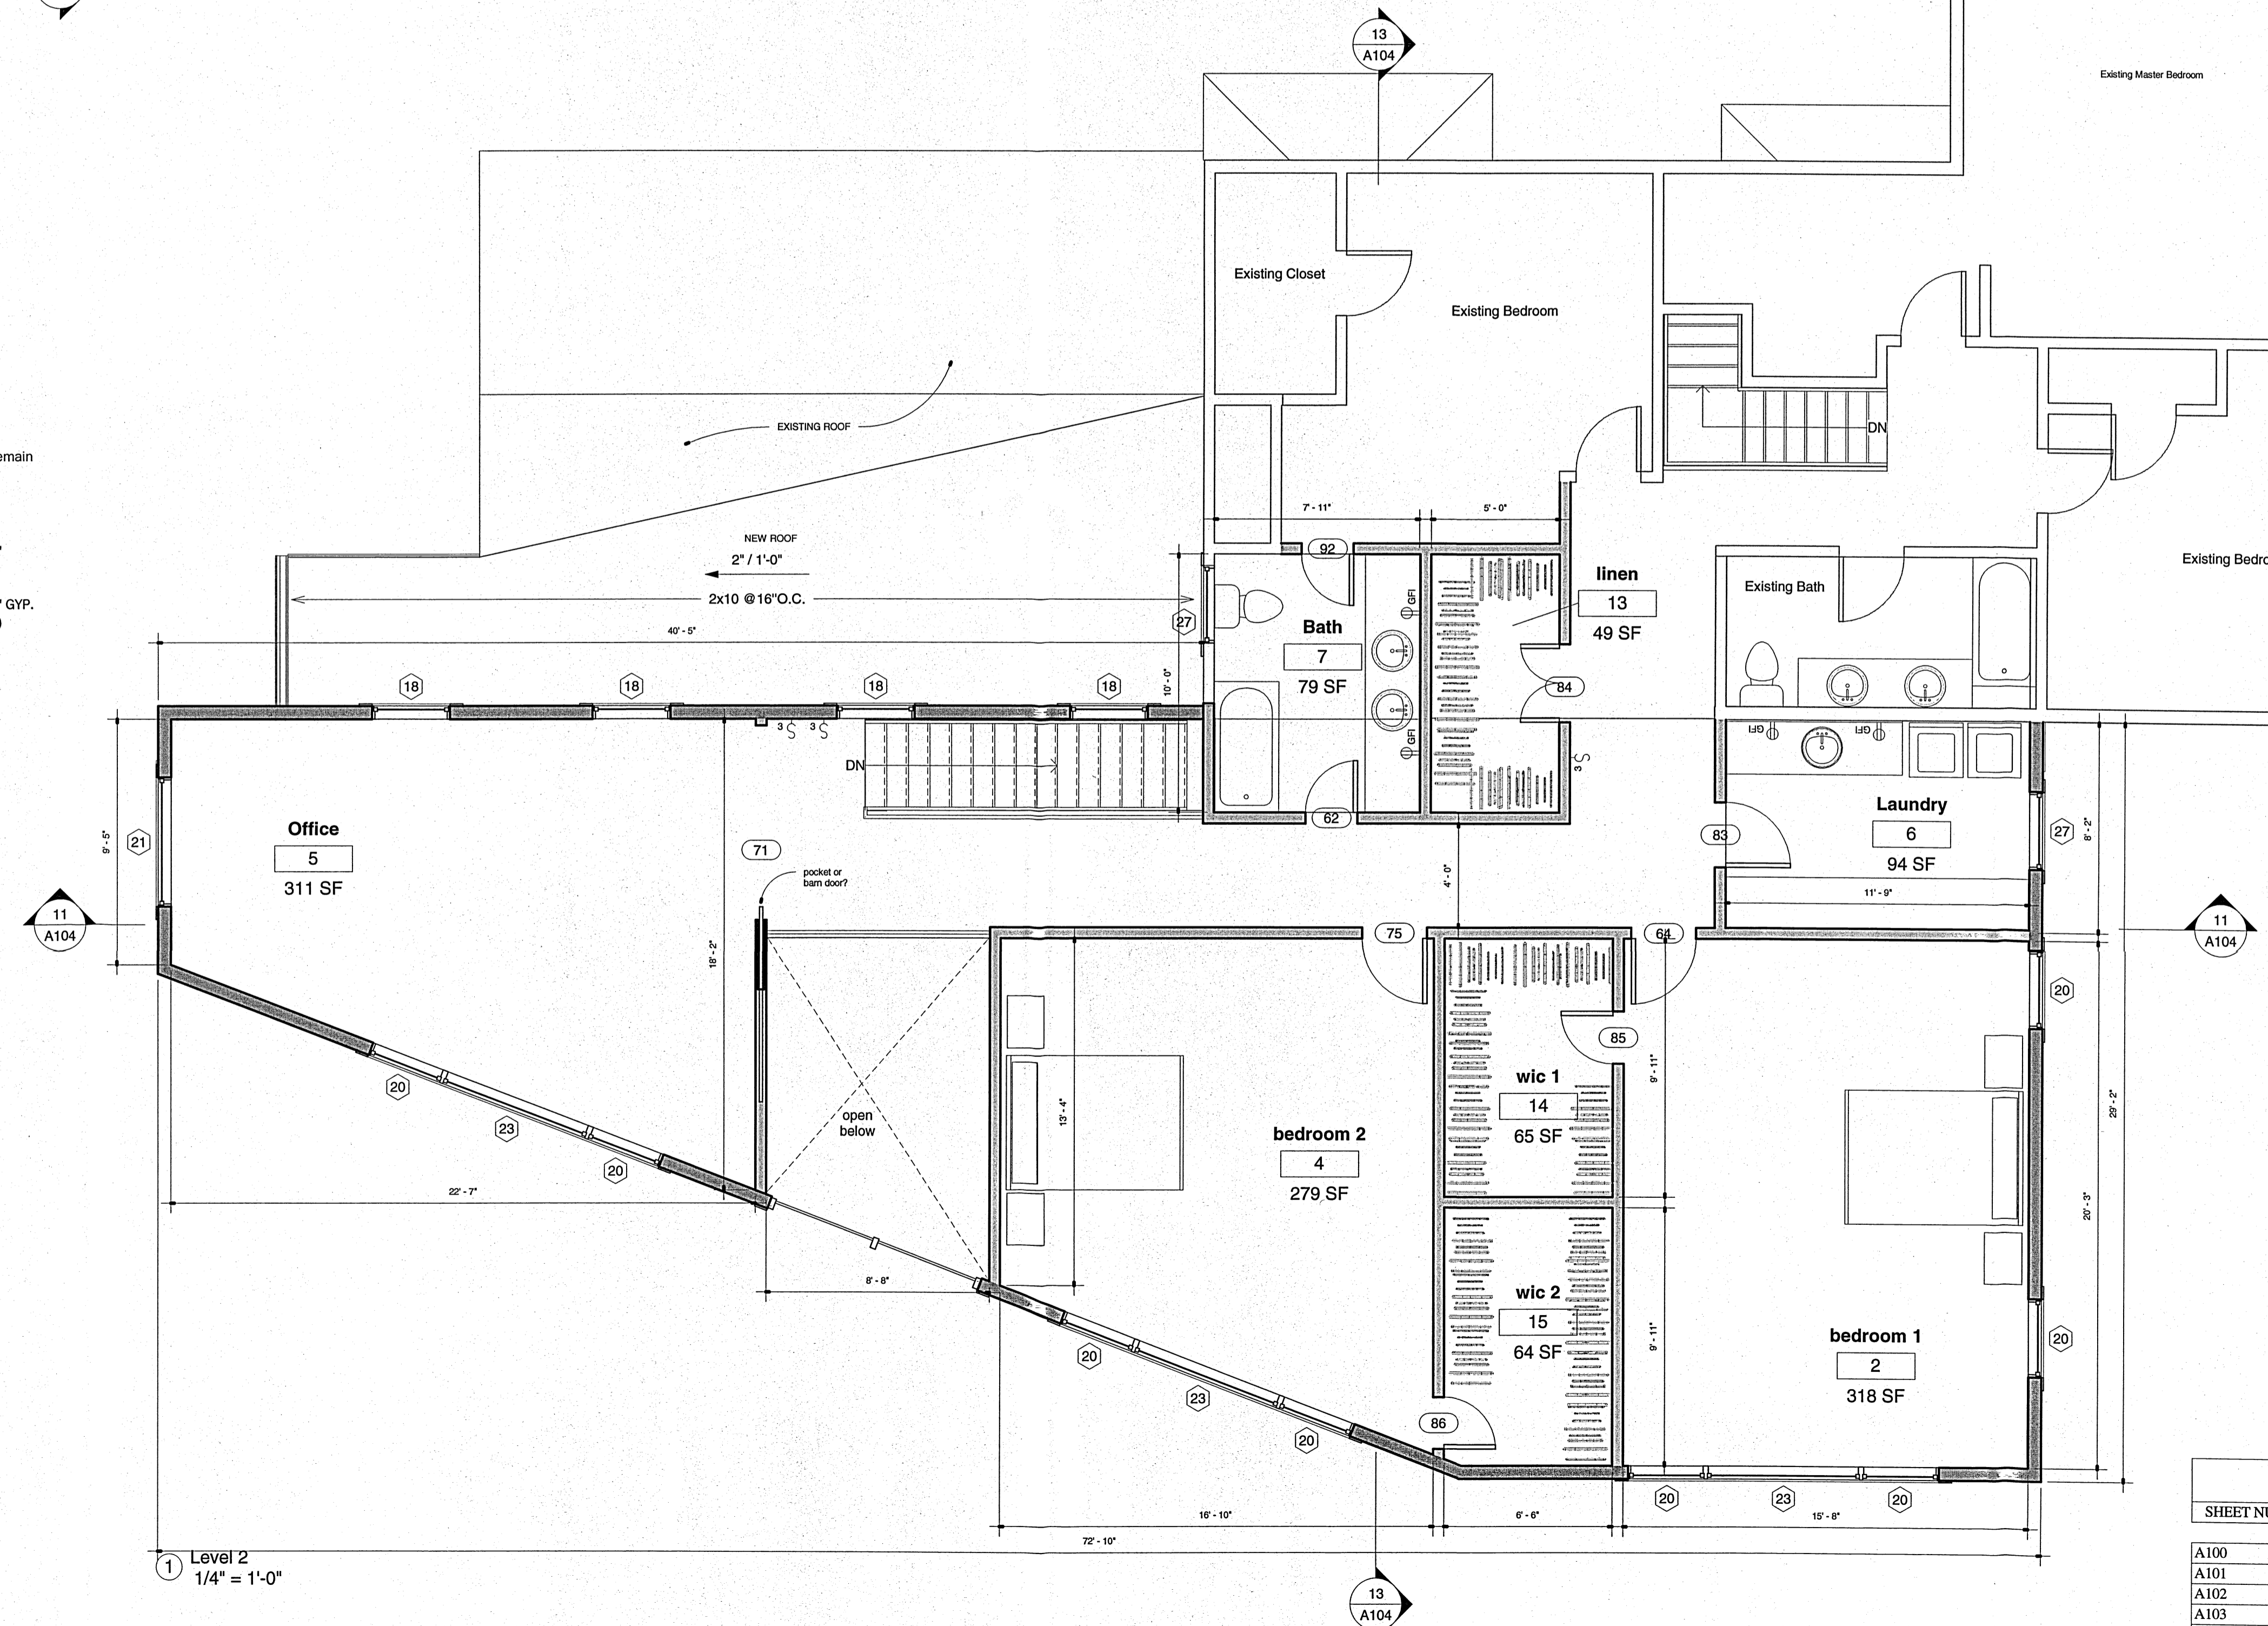 13
A104
Existing Master Bedroom
Existing Closet
Existing Bedroom
EXISTING ROOF
DN
emain
7' - 11"
5' - 0"
NEW ROOF
2" / 1'-0"
2x10 @16"O.C.
92
linen
13
49 SF
Existing Bath
Existing Bedro
" GYP.
)
40' - 5"
27
10' - 0"
Bath
7
79 SF
GFI
GFI
84
18
18
18
18
3
3
3
GFI
GFI
DN
62
Laundry
6
94 SF
83
27
8' - 2"
11' - 9"
Office
5
311 SF
21
9' - 5"
71
pocket or
barn door?
4' - 0"
11
A104
11
A104
18' - 2"
75
64
20
85
9' - 11"
wic 1
14
65 SF
open
below
13' - 4"
bedroom 2
4
279 SF
20
23
20
29' - 2"
20' - 3"
22' - 7"
8' - 8"
wic 2
15
64 SF
9' - 11"
bedroom 1
2
318 SF
20
20
23
20
86
20
23
20
16' - 10"
6' - 6"
15' - 8"
72' - 10"
SHEET NU
1
Level 2
1/4" = 1'-0"
13
A104
A100
A101
A102
A103